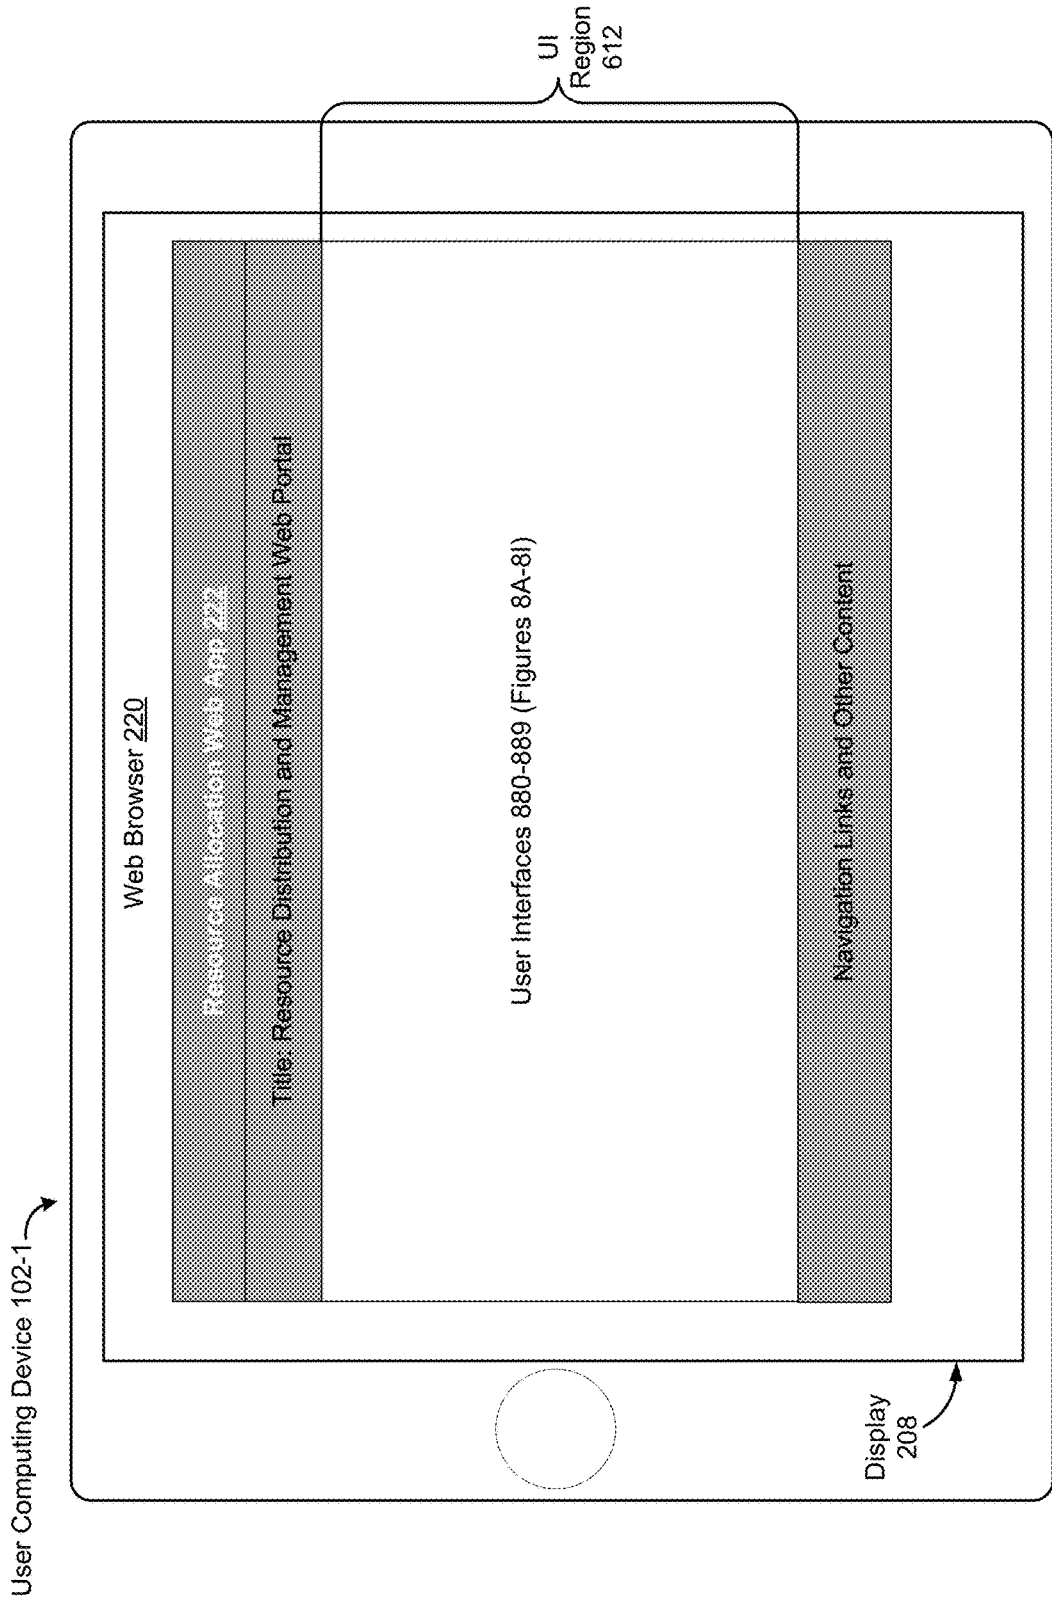 User Computing Device 102-1
Web Browser 220
Resource Allocation Web App 222
Title: Resource Distribution and Management Web Portal
User Interfaces 880-889 (Figures 8A-8I)
UI
Region
612
Navigation Links and Other Content
Display
208